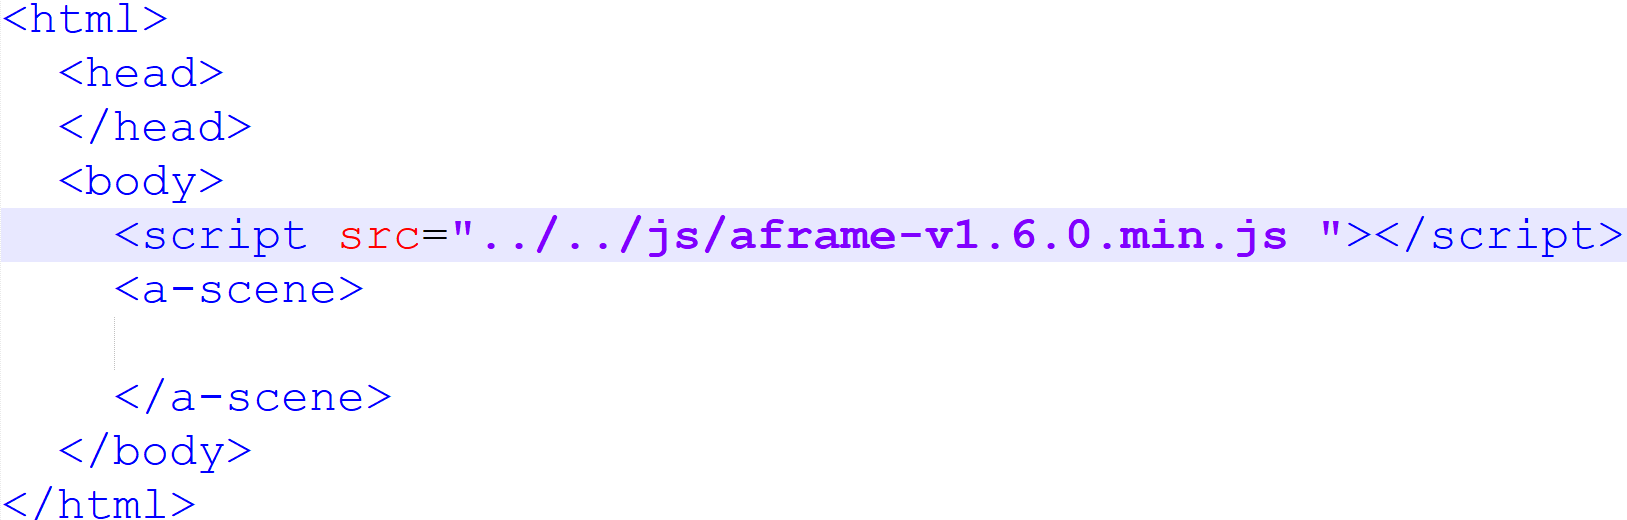 <html>
<head>
</head>
<body>
<script src="../../js/aframe-v1.6.0.min.js "></script>
<a-scene>
</a-scene>
</body>
</html>